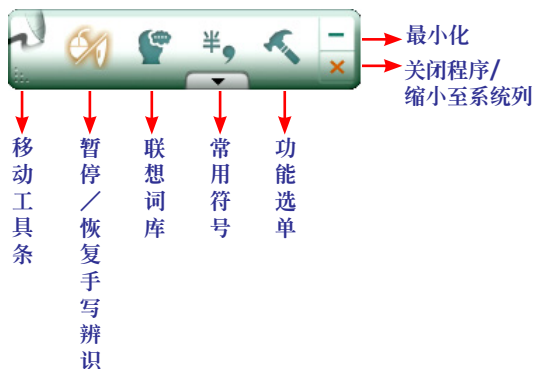 半，
最小化
关闭程序/
缩小至系统列
移动工具条
暂停／恢复手写辨识
联想词库
常用符号
功能选单